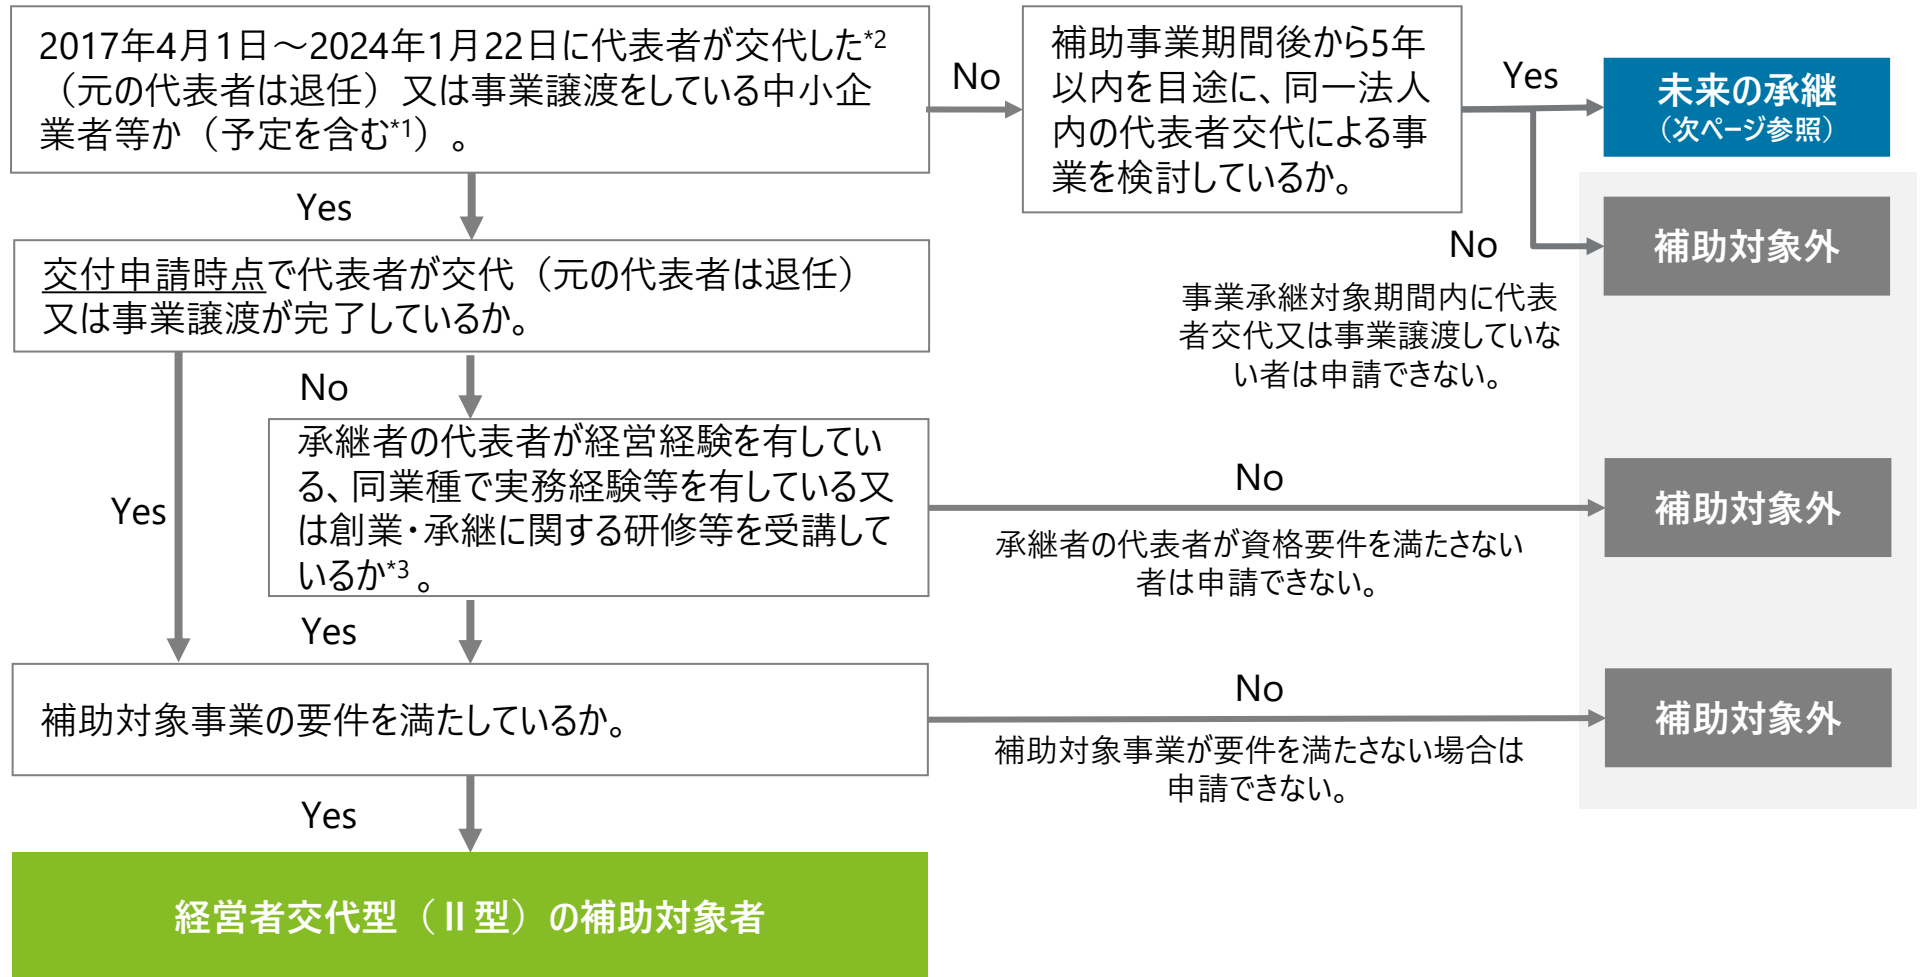 2017年4月1日～2024年1月22日に代表者が交代した*2
（元の代表者は退任）又は事業譲渡をしている中小企
業者等か（予定を含む*1）。
No
補助事業期間後から5年
以内を目途に、同一法人
内の代表者交代による事
業を検討しているか。
Yes
未来の承継
（次ページ参照）
No
補助対象外
事業承継対象期間内に代表
者交代又は事業譲渡していな
い者は申請できない。
Yes
交付申請時点で代表者が交代（元の代表者は退任）
又は事業譲渡が完了しているか。
No
Yes
承継者の代表者が経営経験を有してい
る、同業種で実務経験等を有している又
は創業・承継に関する研修等を受講して
いるか*3 。
No
補助対象外
承継者の代表者が資格要件を満たさない
者は申請できない。
Yes
補助対象事業の要件を満たしているか。
No
補助対象外
補助対象事業が要件を満たさない場合は
申請できない。
Yes
経営者交代型（Ⅱ型）の補助対象者